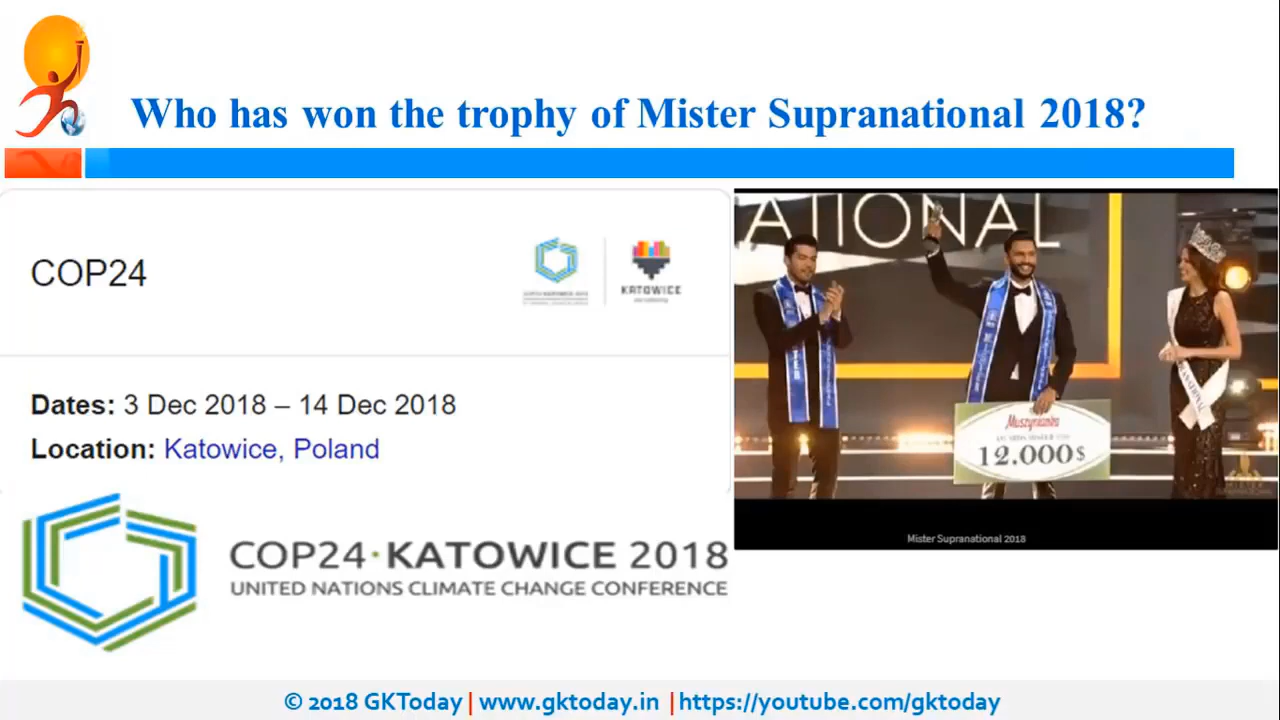 Who has won the trophy of Mister Supranational 2018?
COP24
KATOWICE
Dates: 3 Dec 2018 – 14 Dec 2018
Location: Katowice, Poland
COP24·KATOWICE 2018
UNITED NATIONS CLIMATE CHANGE CONFERENCE
ATIONAL
Muszynianka
12.000$
Mister Supranational 2018
© 2018 GKToday | www.gktoday.in | https://youtube.com/gktoday